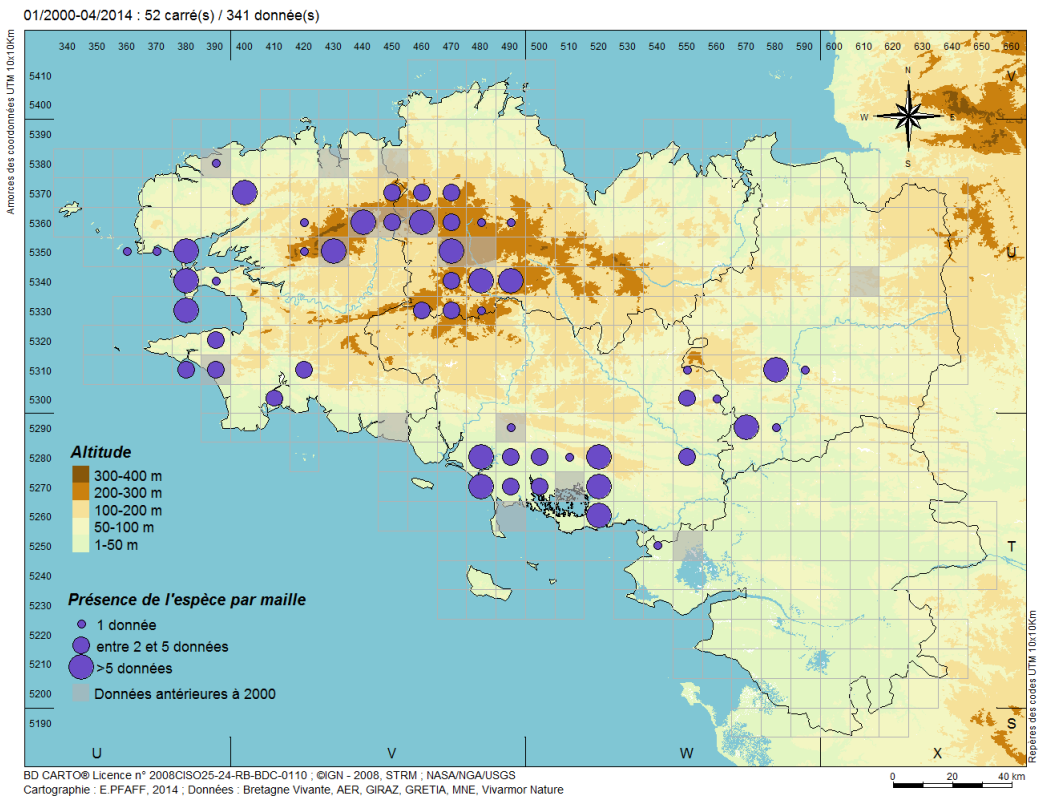 01/2000-04/2014 : 52 carré(s) / 341 donnée(s)
Amorces des coordonnées UTM 10x10Km
340 350 360 370 380 390 400 410 420 430 440 450 460 470 480 490 500 510 520 530 540 550 560 570 580 590 600 610 620 630 640 650 660
5410
5400
5390
5380
5370
5360
5350
5340
5330
5320
5310
5300
5290
5280
5270
5260
5250
5240
5230
5220
5210
5200
5190
N
W
E
S
V
U
T
S
Altitude
300-400 m
200-300 m
100-200 m
50-100 m
1-50 m
Présence de l'espèce par maille
1 donnée
entre 2 et 5 données
>5 données
Données antérieures à 2000
U V W X
Repères des codes UTM 10x10Km
BD CARTO® Licence n° 2008CISO25-24-RB-BDC-0110 ; ©IGN - 2008, STRM ; NASA/NGA/USGS
Cartographie : E.PFAFF, 2014 ; Données : Bretagne Vivante, AER, GIRAZ, GRETIA, MNE, Vivarmor Nature
0 20 40 km